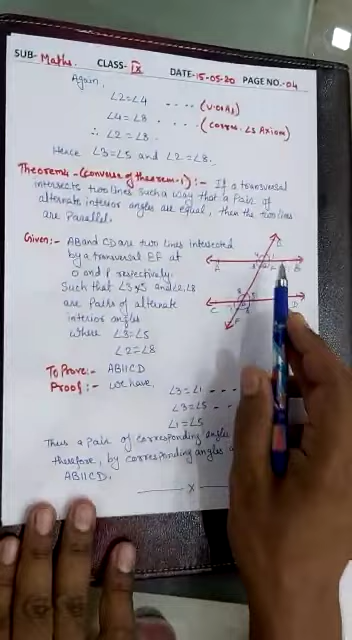 SUB- Maths. CLASS- IX DATE-15-05-20 PAGE NO.-04
Again,
∠2=∠4 .... (V.O.A's)
∠4=∠8 .... (Corres. ∠s Axiom)
∴ ∠2=∠8.
Hence ∠3=∠5 and ∠2=∠8.
Theorem- (Converse of theorem-1):- If a transversal
intersects two lines such a way that a Pair of
alternate interior angles are equal, then the two lines
are Parallel.
Given:- AB and CD are two lines intersected
by a transversal EF at
O and P respectively.
Such that ∠3,5 and ∠2,∠8
are Pairs of alternate
interior angles
where ∠3=∠5
∠2=∠8
A B
C D
To Prove:- AB||CD
Proof:- we have,
∠3=∠1 - -
∠3=∠5 - -
∠1=∠5
Thus a pair of corresponding angles
therefore, by corresponding angles
AB||CD.
x